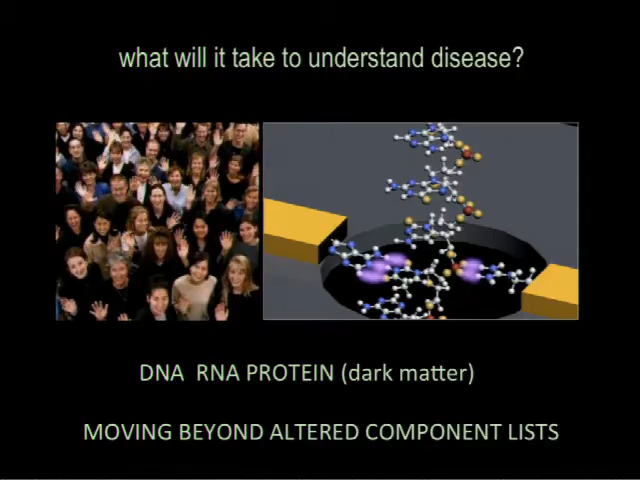 what will it take to understand disease?
DNA  RNA PROTEIN (dark matter)
MOVING BEYOND ALTERED COMPONENT LISTS